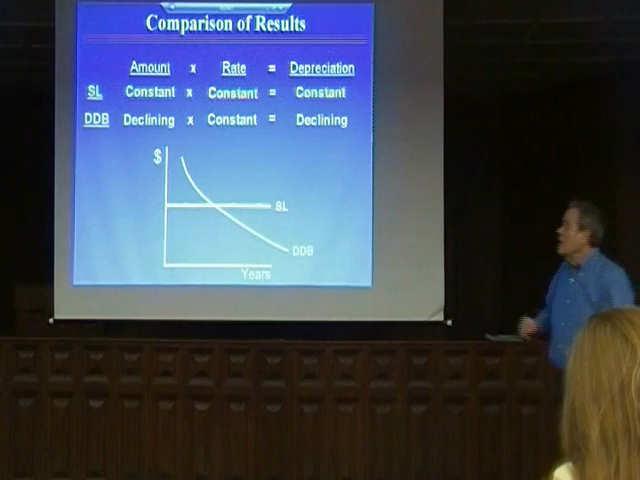 Comparison of Results
Amount x Rate = Depreciation
SL Constant x Constant = Constant
DDB Declining x Constant = Declining
$
SL
DDB
Years